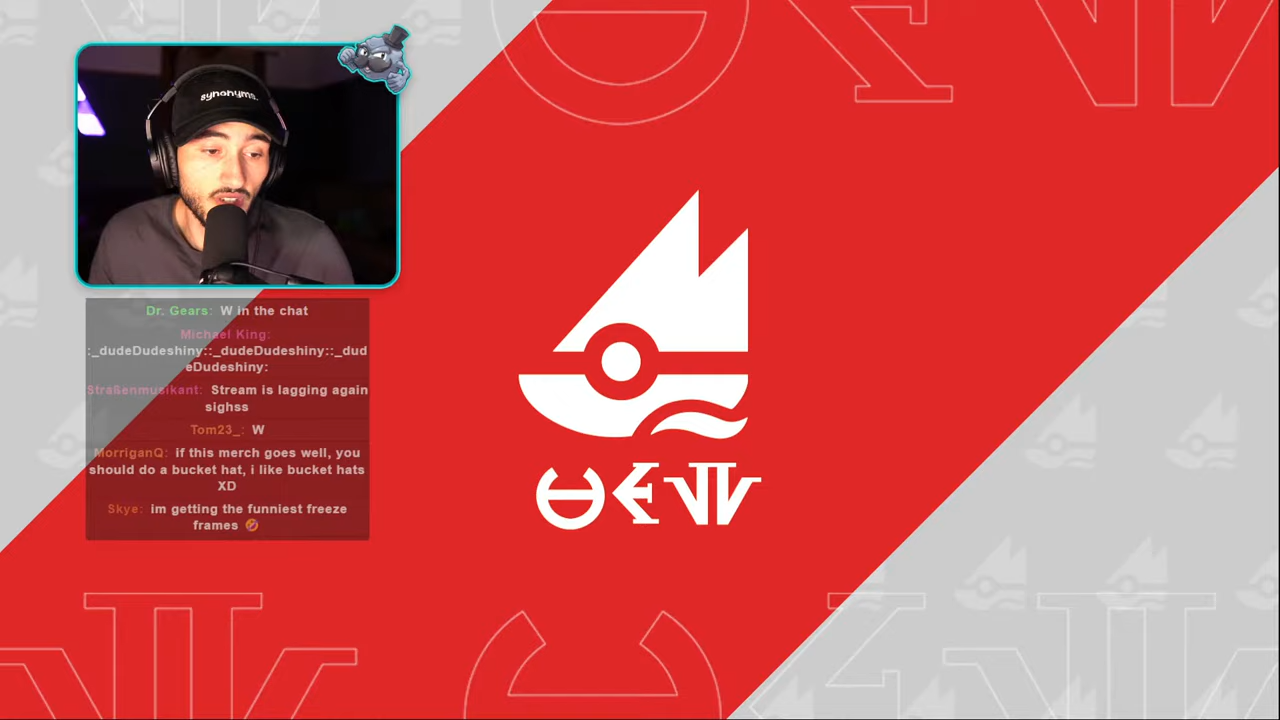 synonyms.
Dr. Gears: W in the chat
Michael King:
:_dudeDudeshiny::_dudeDudeshiny::_dud
eDudeshiny:
Straßenmusikant: Stream is lagging again
sighss
Tom23_: W
MorriganQ: if this merch goes well, you
should do a bucket hat, i like bucket hats
XD
Skye: im getting the funniest freeze
frames 🤣